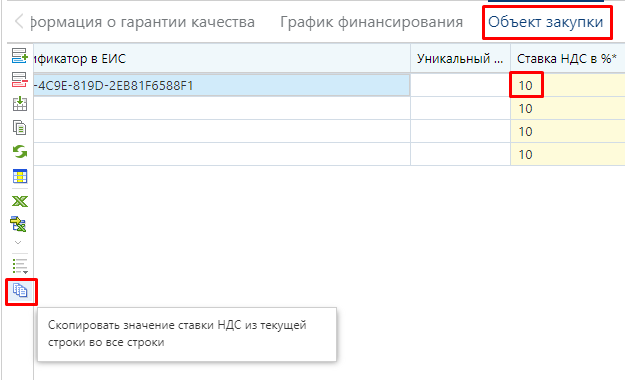 формация о гарантии качества График финансирования Объект закупки
ификатор в ЕИС Уникальный ... Ставка НДС в %*
-4C9E-819D-2EB81F6588F1 10
10
10
10
Скопировать значение ставки НДС из текущей
строки во все строки